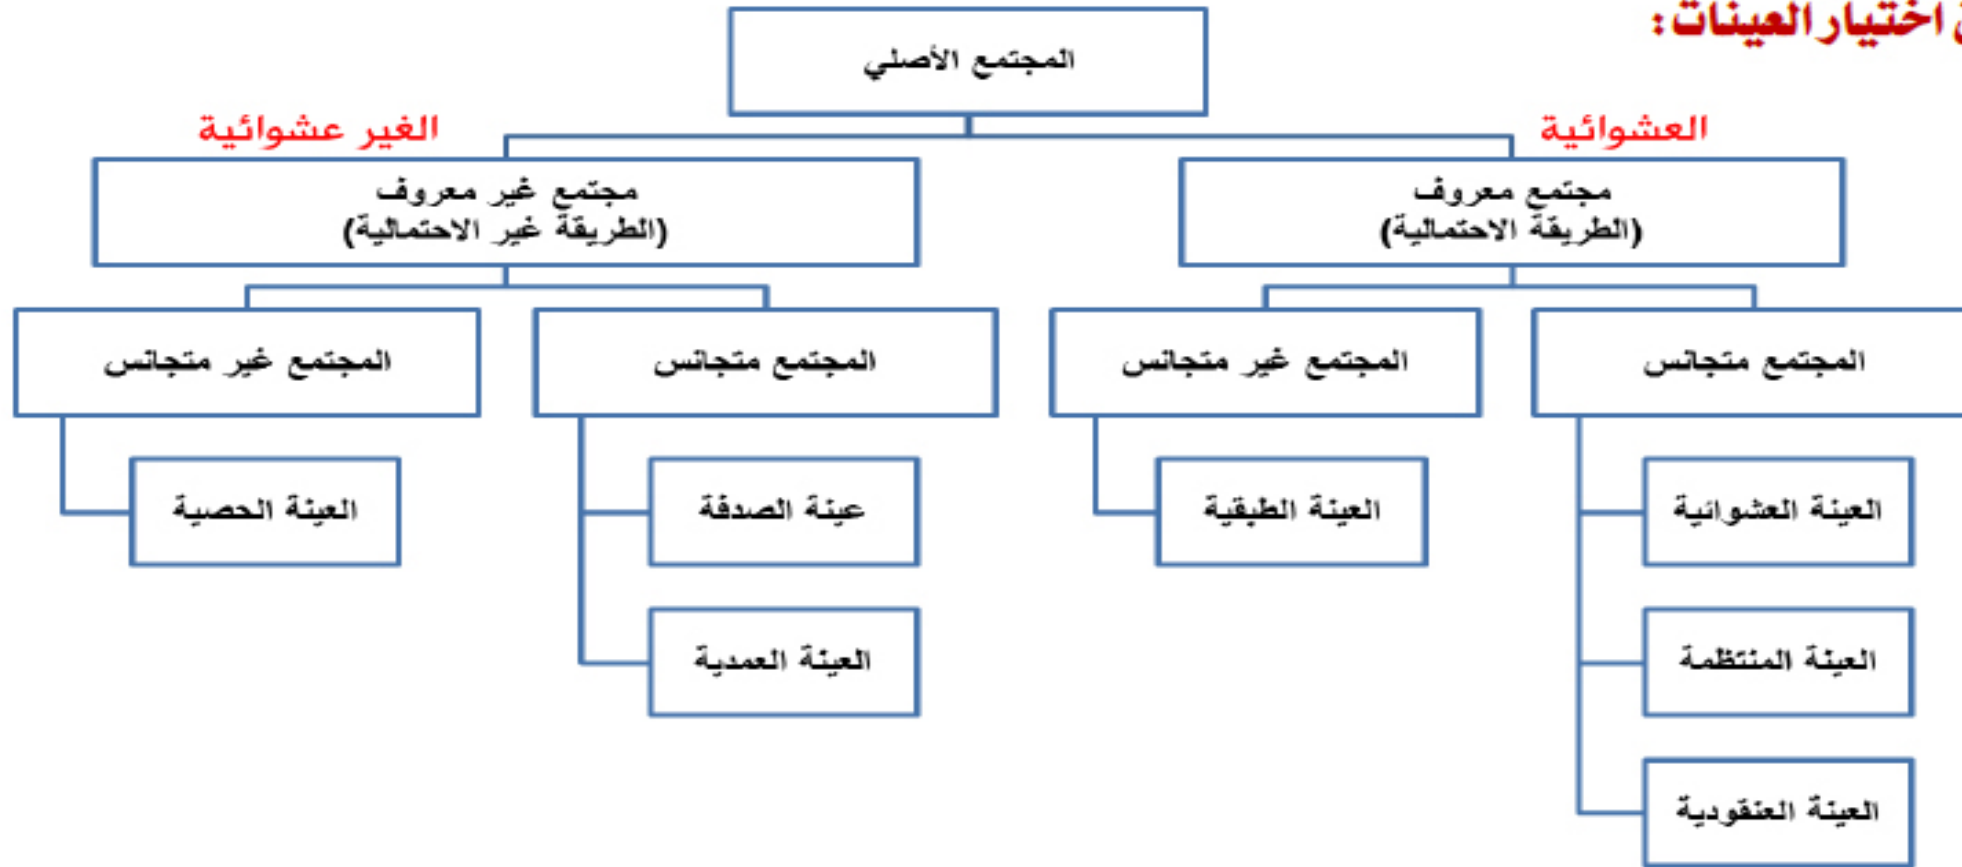 اختيار العينات:
المجتمع الأصلي
العشوائية
الغير عشوائية
مجتمع معروف
(الطريقة الاحتمالية)
مجتمع غير معروف
(الطريقة غير الاحتمالية)
المجتمع متجانس
المجتمع غير متجانس
المجتمع متجانس
المجتمع غير متجانس
العينة العشوائية
العينة الطبقية
عينة الصدفة
العينة الحصية
العينة المنتظمة
العينة العمدية
العينة العنقودية